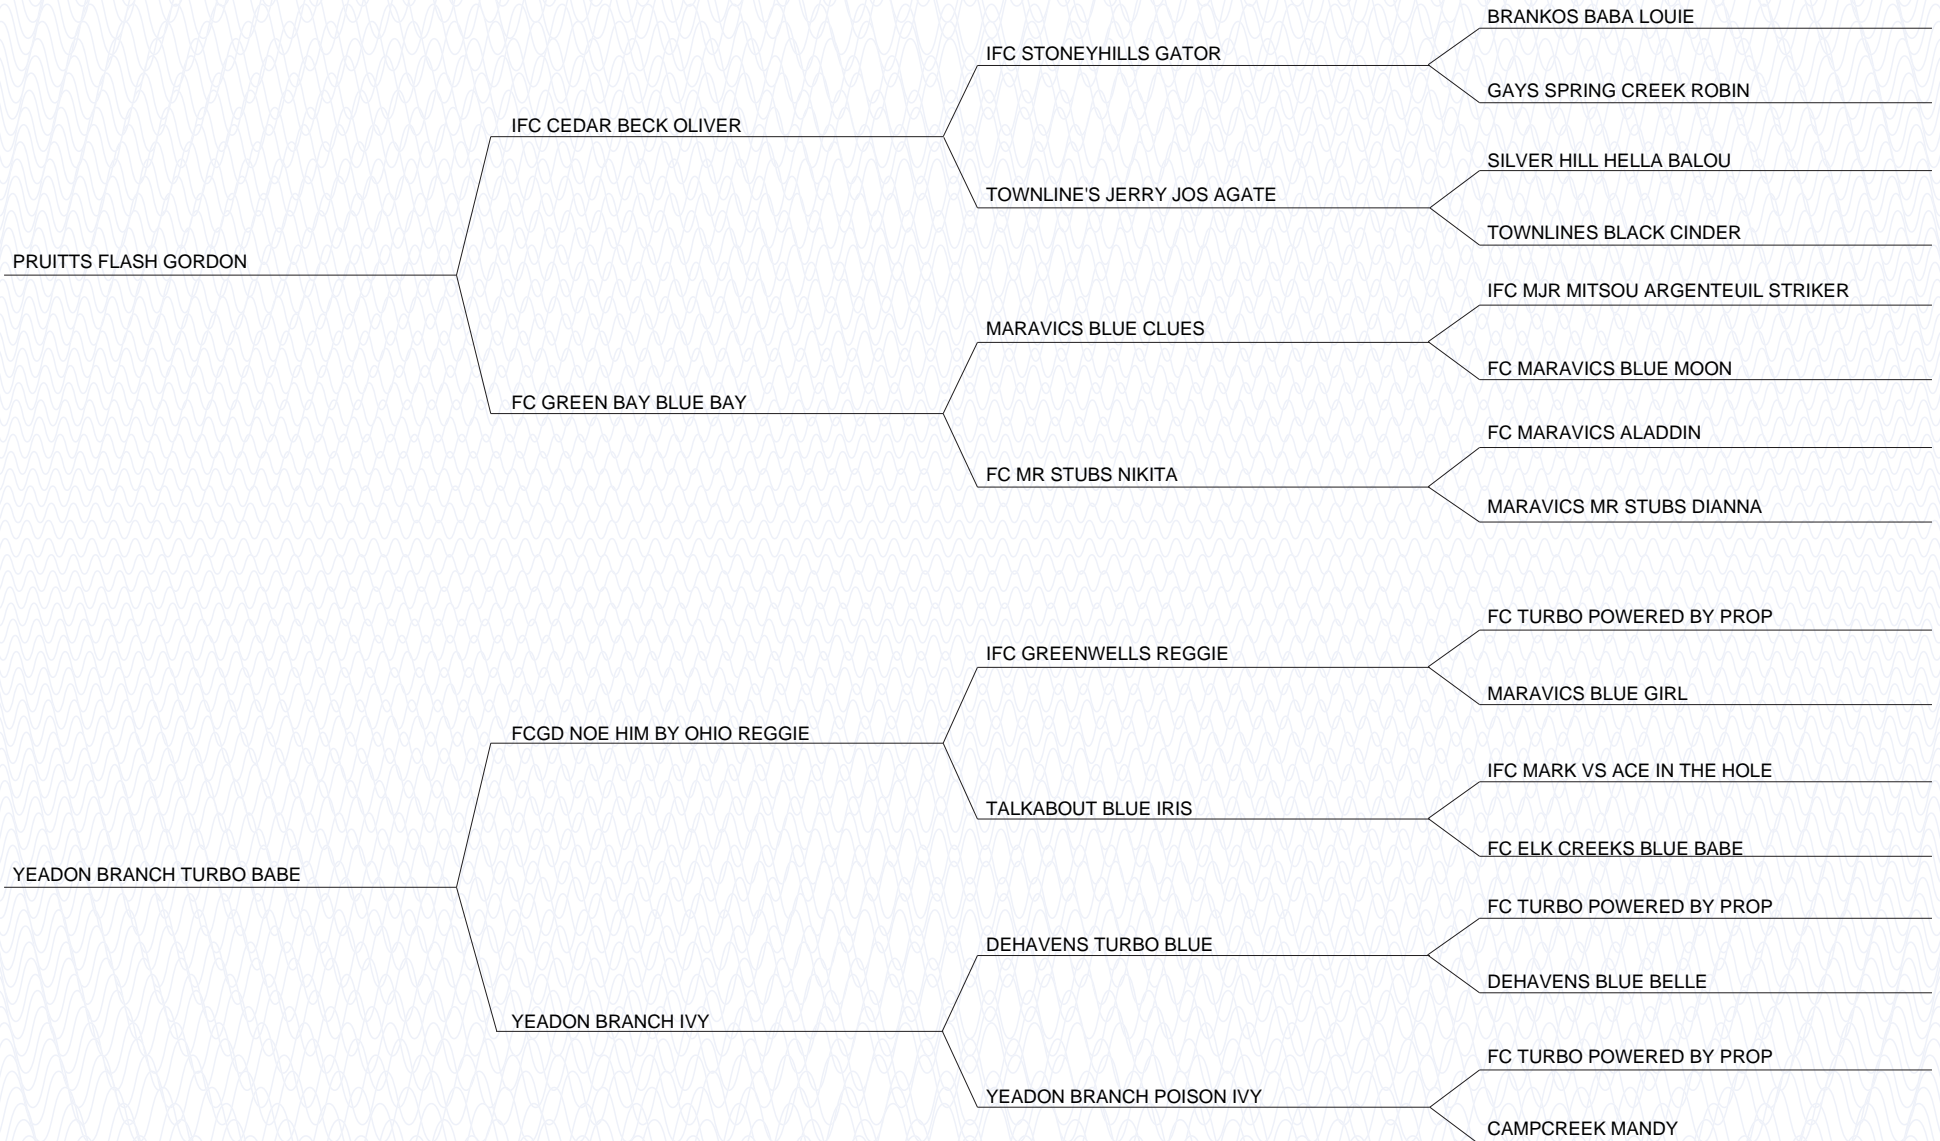 BRANKOS BABA LOUIE
IFC STONEYHILLS GATOR
GAYS SPRING CREEK ROBIN
IFC CEDAR BECK OLIVER
SILVER HILL HELLA BALOU
TOWNLINE'S JERRY JOS AGATE
TOWNLINES BLACK CINDER
PRUITTS FLASH GORDON
IFC MJR MITSOU ARGENTEUIL STRIKER
MARAVICS BLUE CLUES
FC MARAVICS BLUE MOON
FC GREEN BAY BLUE BAY
FC MARAVICS ALADDIN
FC MR STUBS NIKITA
MARAVICS MR STUBS DIANNA
FC TURBO POWERED BY PROP
IFC GREENWELLS REGGIE
MARAVICS BLUE GIRL
FCGD NOE HIM BY OHIO REGGIE
IFC MARK VS ACE IN THE HOLE
TALKABOUT BLUE IRIS
FC ELK CREEKS BLUE BABE
YEADON BRANCH TURBO BABE
FC TURBO POWERED BY PROP
DEHAVENS TURBO BLUE
DEHAVENS BLUE BELLE
YEADON BRANCH IVY
FC TURBO POWERED BY PROP
YEADON BRANCH POISON IVY
CAMPCREEK MANDY